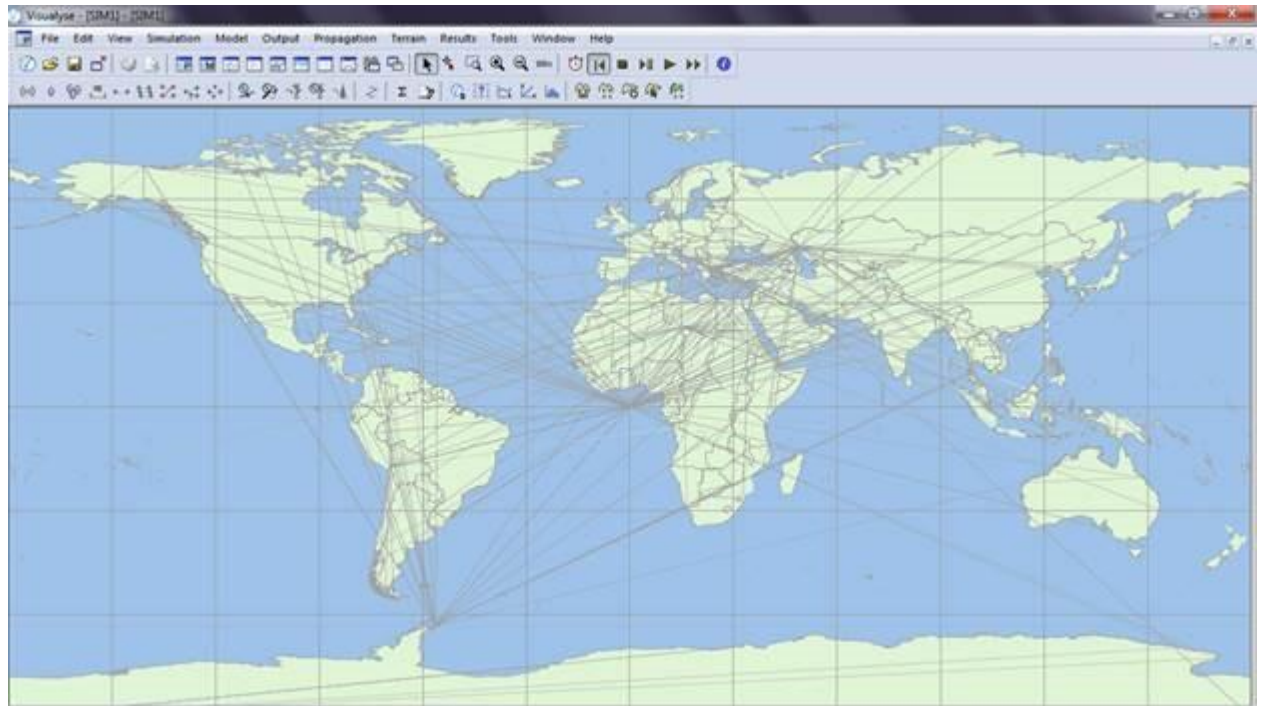 Visualyse - [SIM1] - [SIM1]
File Edit View Simulation Model Output Propagation Terrain Results Tools Window Help